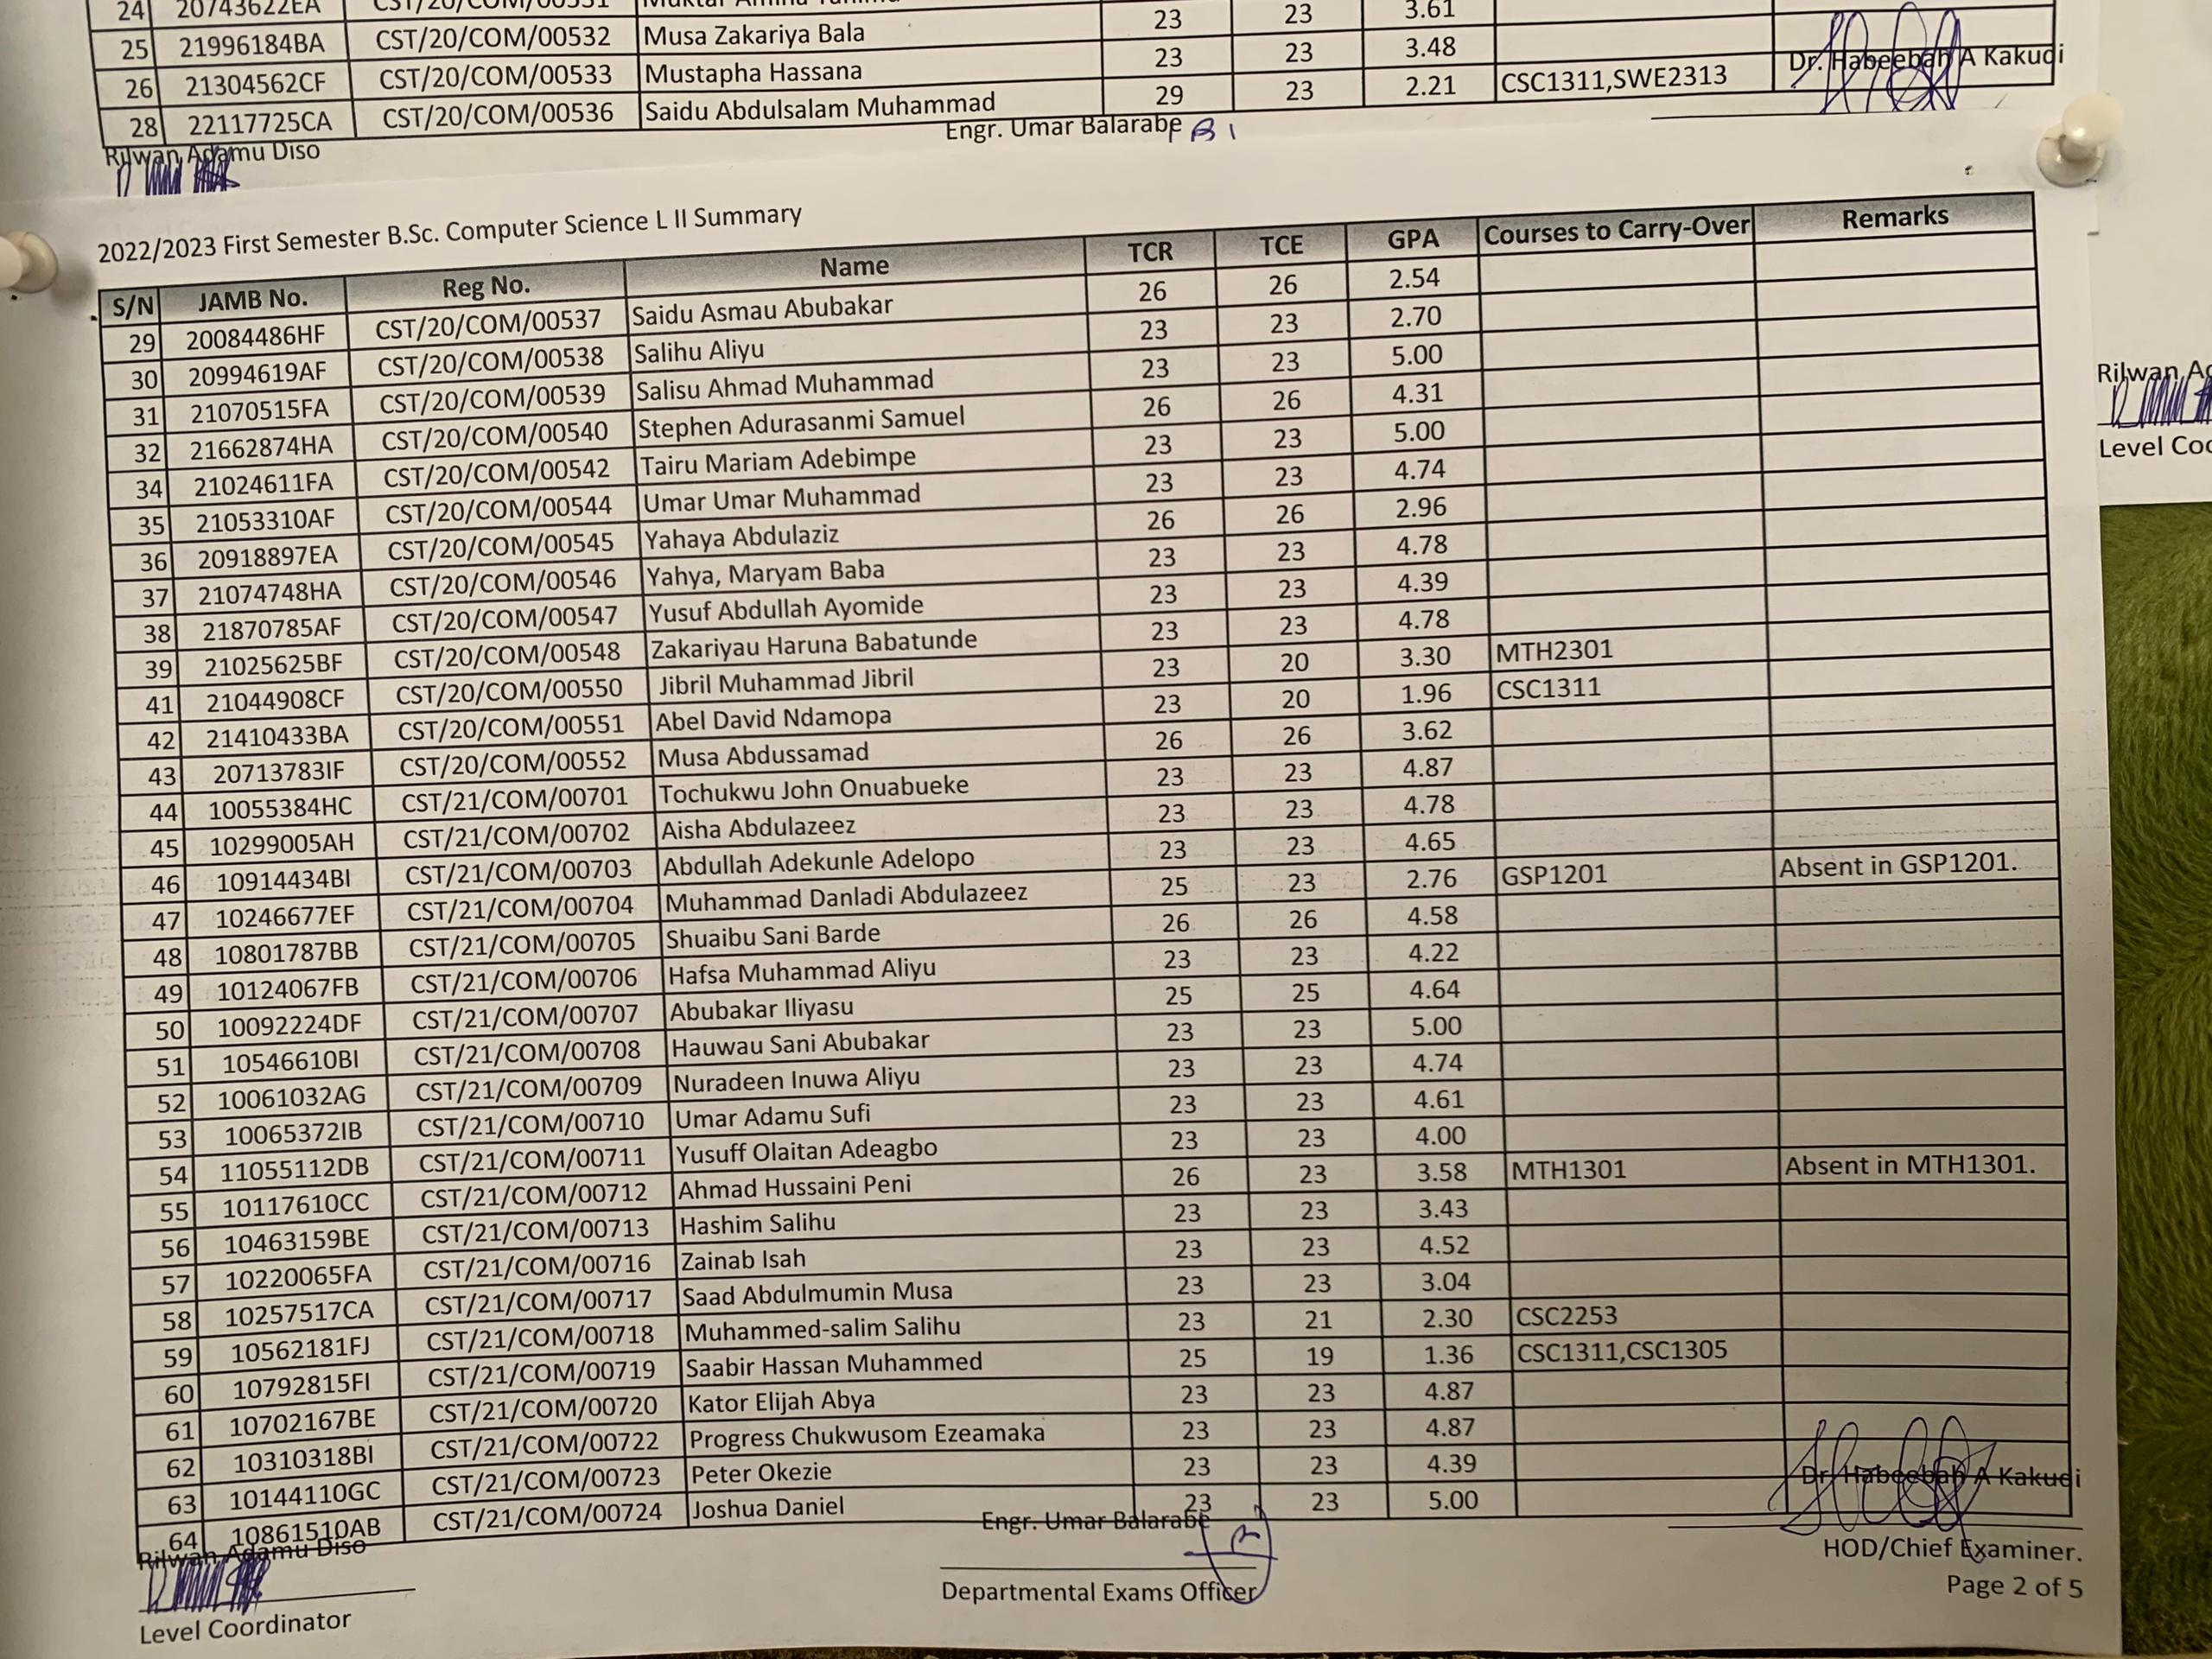 24 20743622EA
25 21996184BA CST/20/COM/00532 Musa Zakariya Bala 23 23 3.61
26 21304562CF CST/20/COM/00533 Mustapha Hassana 23 23 3.48
28 22117725CA CST/20/COM/00536 Saidu Abdulsalam Muhammad 29 23 2.21 CSC1311,SWE2313
Rilwan Adamu Diso Engr. Umar Balarabe Dr. Habeebah A Kakudi
2022/2023 First Semester B.Sc. Computer Science L II Summary
S/N JAMB No. Reg No. Name TCR TCE GPA Courses to Carry-Over Remarks
29 20084486HF CST/20/COM/00537 Saidu Asmau Abubakar 26 26 2.54
30 20994619AF CST/20/COM/00538 Salihu Aliyu 23 23 2.70
31 21070515FA CST/20/COM/00539 Salisu Ahmad Muhammad 23 23 5.00
32 21662874HA CST/20/COM/00540 Stephen Adurasanmi Samuel 26 26 4.31
34 21024611FA CST/20/COM/00542 Tairu Mariam Adebimpe 23 23 5.00
35 21053310AF CST/20/COM/00544 Umar Umar Muhammad 23 23 4.74
36 20918897EA CST/20/COM/00545 Yahaya Abdulaziz 26 26 2.96
37 21074748HA CST/20/COM/00546 Yahya, Maryam Baba 23 23 4.78
38 21870785AF CST/20/COM/00547 Yusuf Abdullah Ayomide 23 23 4.39
39 21025625BF CST/20/COM/00548 Zakariyau Haruna Babatunde 23 23 4.78
41 21044908CF CST/20/COM/00550 Jibril Muhammad Jibril 23 20 3.30 MTH2301
42 21410433BA CST/20/COM/00551 Abel David Ndamopa 23 20 1.96 CSC1311
43 20713783IF CST/20/COM/00552 Musa Abdussamad 26 26 3.62
44 10055384HC CST/21/COM/00701 Tochukwu John Onuabueke 23 23 4.87
45 10299005AH CST/21/COM/00702 Aisha Abdulazeez 23 23 4.78
46 10914434BI CST/21/COM/00703 Abdullah Adekunle Adelopo 23 23 4.65
47 10246677EF CST/21/COM/00704 Muhammad Danladi Abdulazeez 25 23 2.76 GSP1201 Absent in GSP1201.
48 10801787BB CST/21/COM/00705 Shuaibu Sani Barde 26 26 4.58
49 10124067FB CST/21/COM/00706 Hafsa Muhammad Aliyu 23 23 4.22
50 10092224DF CST/21/COM/00707 Abubakar Iliyasu 25 25 4.64
51 10546610BI CST/21/COM/00708 Hauwau Sani Abubakar 23 23 5.00
52 10061032AG CST/21/COM/00709 Nuradeen Inuwa Aliyu 23 23 4.74
53 10065372IB CST/21/COM/00710 Umar Adamu Sufi 23 23 4.61
54 11055112DB CST/21/COM/00711 Yusuff Olaitan Adeagbo 23 23 4.00
55 10117610CC CST/21/COM/00712 Ahmad Hussaini Peni 26 23 3.58 MTH1301 Absent in MTH1301.
56 10463159BE CST/21/COM/00713 Hashim Salihu 23 23 3.43
57 10220065FA CST/21/COM/00716 Zainab Isah 23 23 4.52
58 10257517CA CST/21/COM/00717 Saad Abdulmumin Musa 23 23 3.04
59 10562181FJ CST/21/COM/00718 Muhammed-salim Salihu 23 21 2.30 CSC2253
60 10792815FI CST/21/COM/00719 Saabir Hassan Muhammed 25 19 1.36 CSC1311,CSC1305
61 10702167BE CST/21/COM/00720 Kator Elijah Abya 23 23 4.87
62 10310318BI CST/21/COM/00722 Progress Chukwusom Ezeamaka 23 23 4.87
63 10144110GC CST/21/COM/00723 Peter Okezie 23 23 4.39
64 10861510AB CST/21/COM/00724 Joshua Daniel 23 23 5.00
Rilwan Adamu Diso Engr. Umar Balarabe Dr. Habeebah A Kakudi
Level Coordinator Departmental Exams Officer HOD/Chief Examiner.
Page 2 of 5
Rilwan Ad
Level Coo